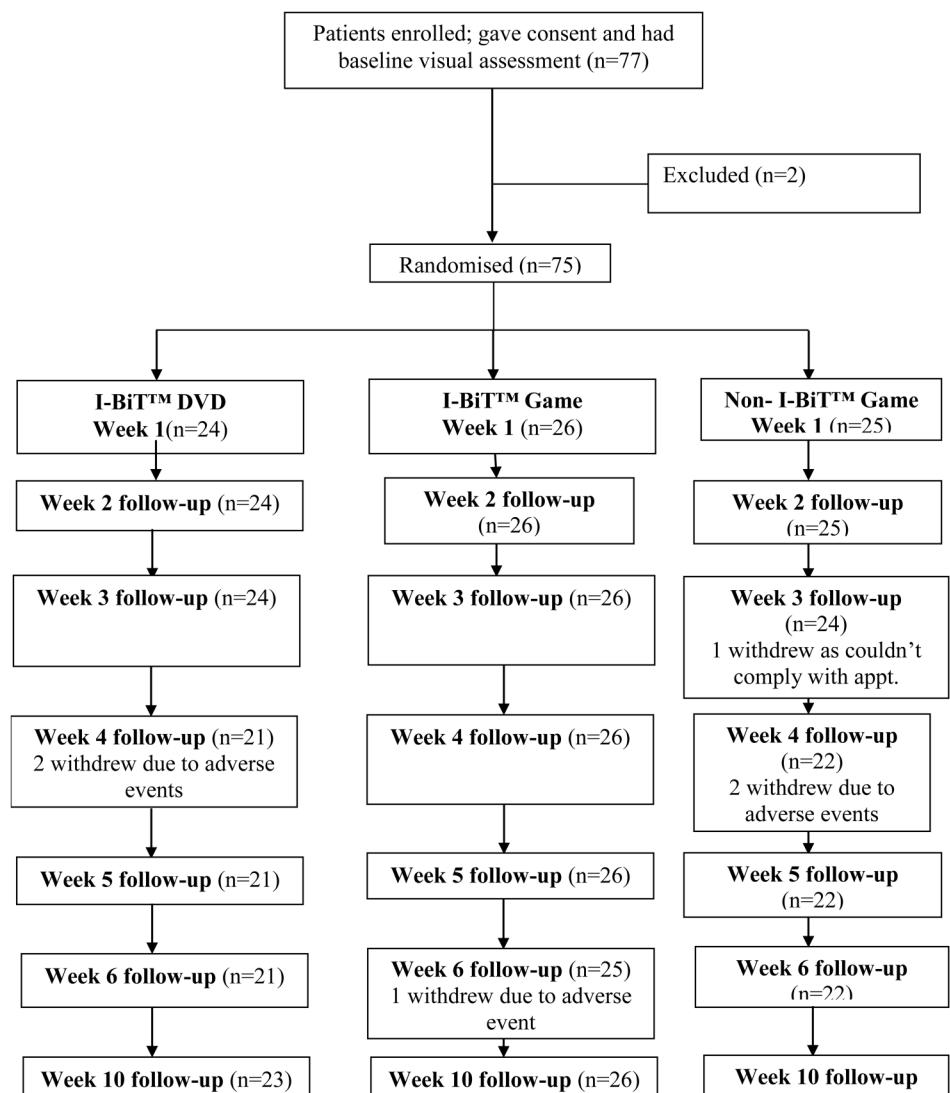 Patients enrolled; gave consent and had
baseline visual assessment (n=77)
Excluded (n=2)
Randomised (n=75)
I-BiT™ DVD
Week 1(n=24)
I-BiT™ Game
Week 1 (n=26)
Non- I-BiT™ Game
Week 1 (n=25)
Week 2 follow-up (n=24)
Week 2 follow-up
(n=26)
Week 2 follow-up
(n=25)
Week 3 follow-up (n=24)
Week 3 follow-up (n=26)
Week 3 follow-up
(n=24)
1 withdrew as couldn’t
comply with appt.
Week 4 follow-up (n=21)
2 withdrew due to adverse
events
Week 4 follow-up (n=26)
Week 4 follow-up
(n=22)
2 withdrew due to
adverse events
Week 5 follow-up (n=21)
Week 5 follow-up (n=26)
Week 5 follow-up
(n=22)
Week 6 follow-up (n=21)
Week 6 follow-up (n=25)
1 withdrew due to adverse
event
Week 6 follow-up
(n=22)
Week 10 follow-up (n=23)
Week 10 follow-up (n=26)
Week 10 follow-up